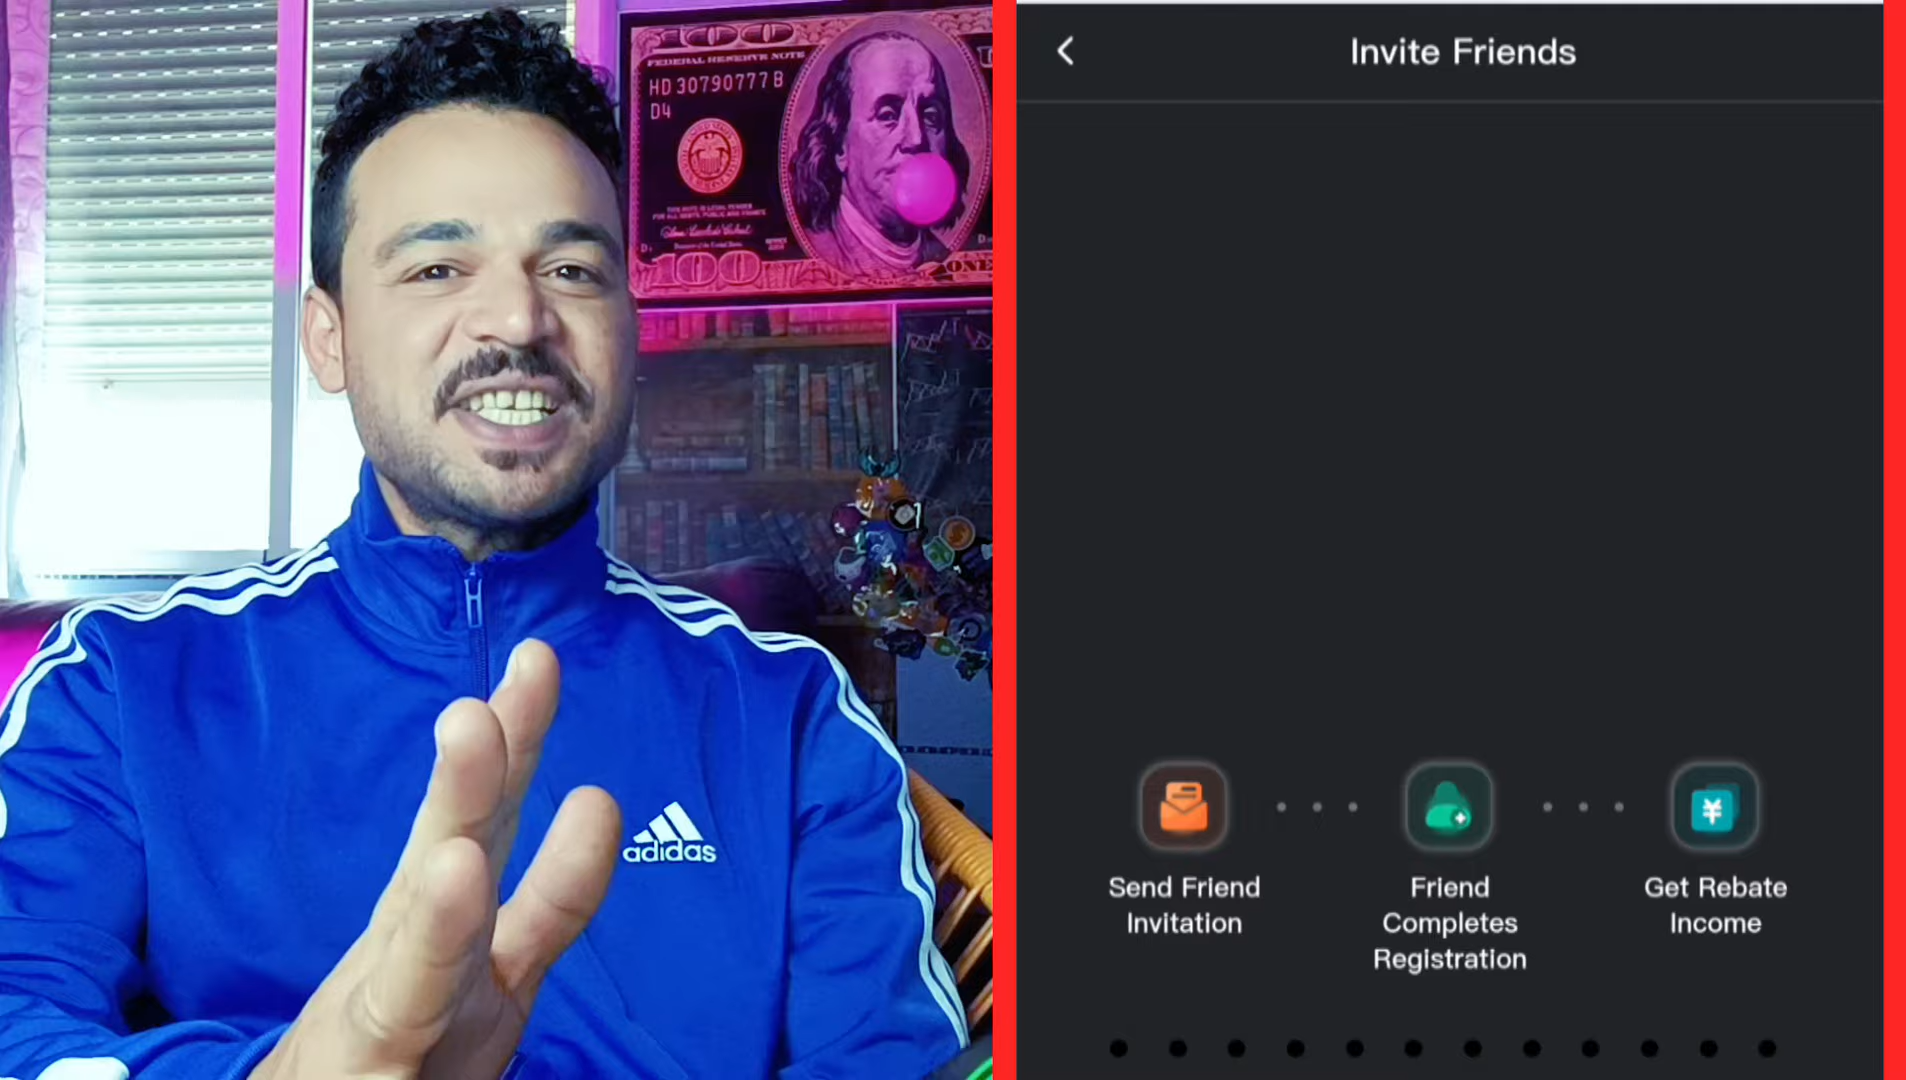 100
FEDERAL RESERVE NOTE
HD 30790777 B
D4
100
ONE
adidas
Invite Friends
Send Friend
Invitation
Friend
Completes
Registration
Get Rebate
Income